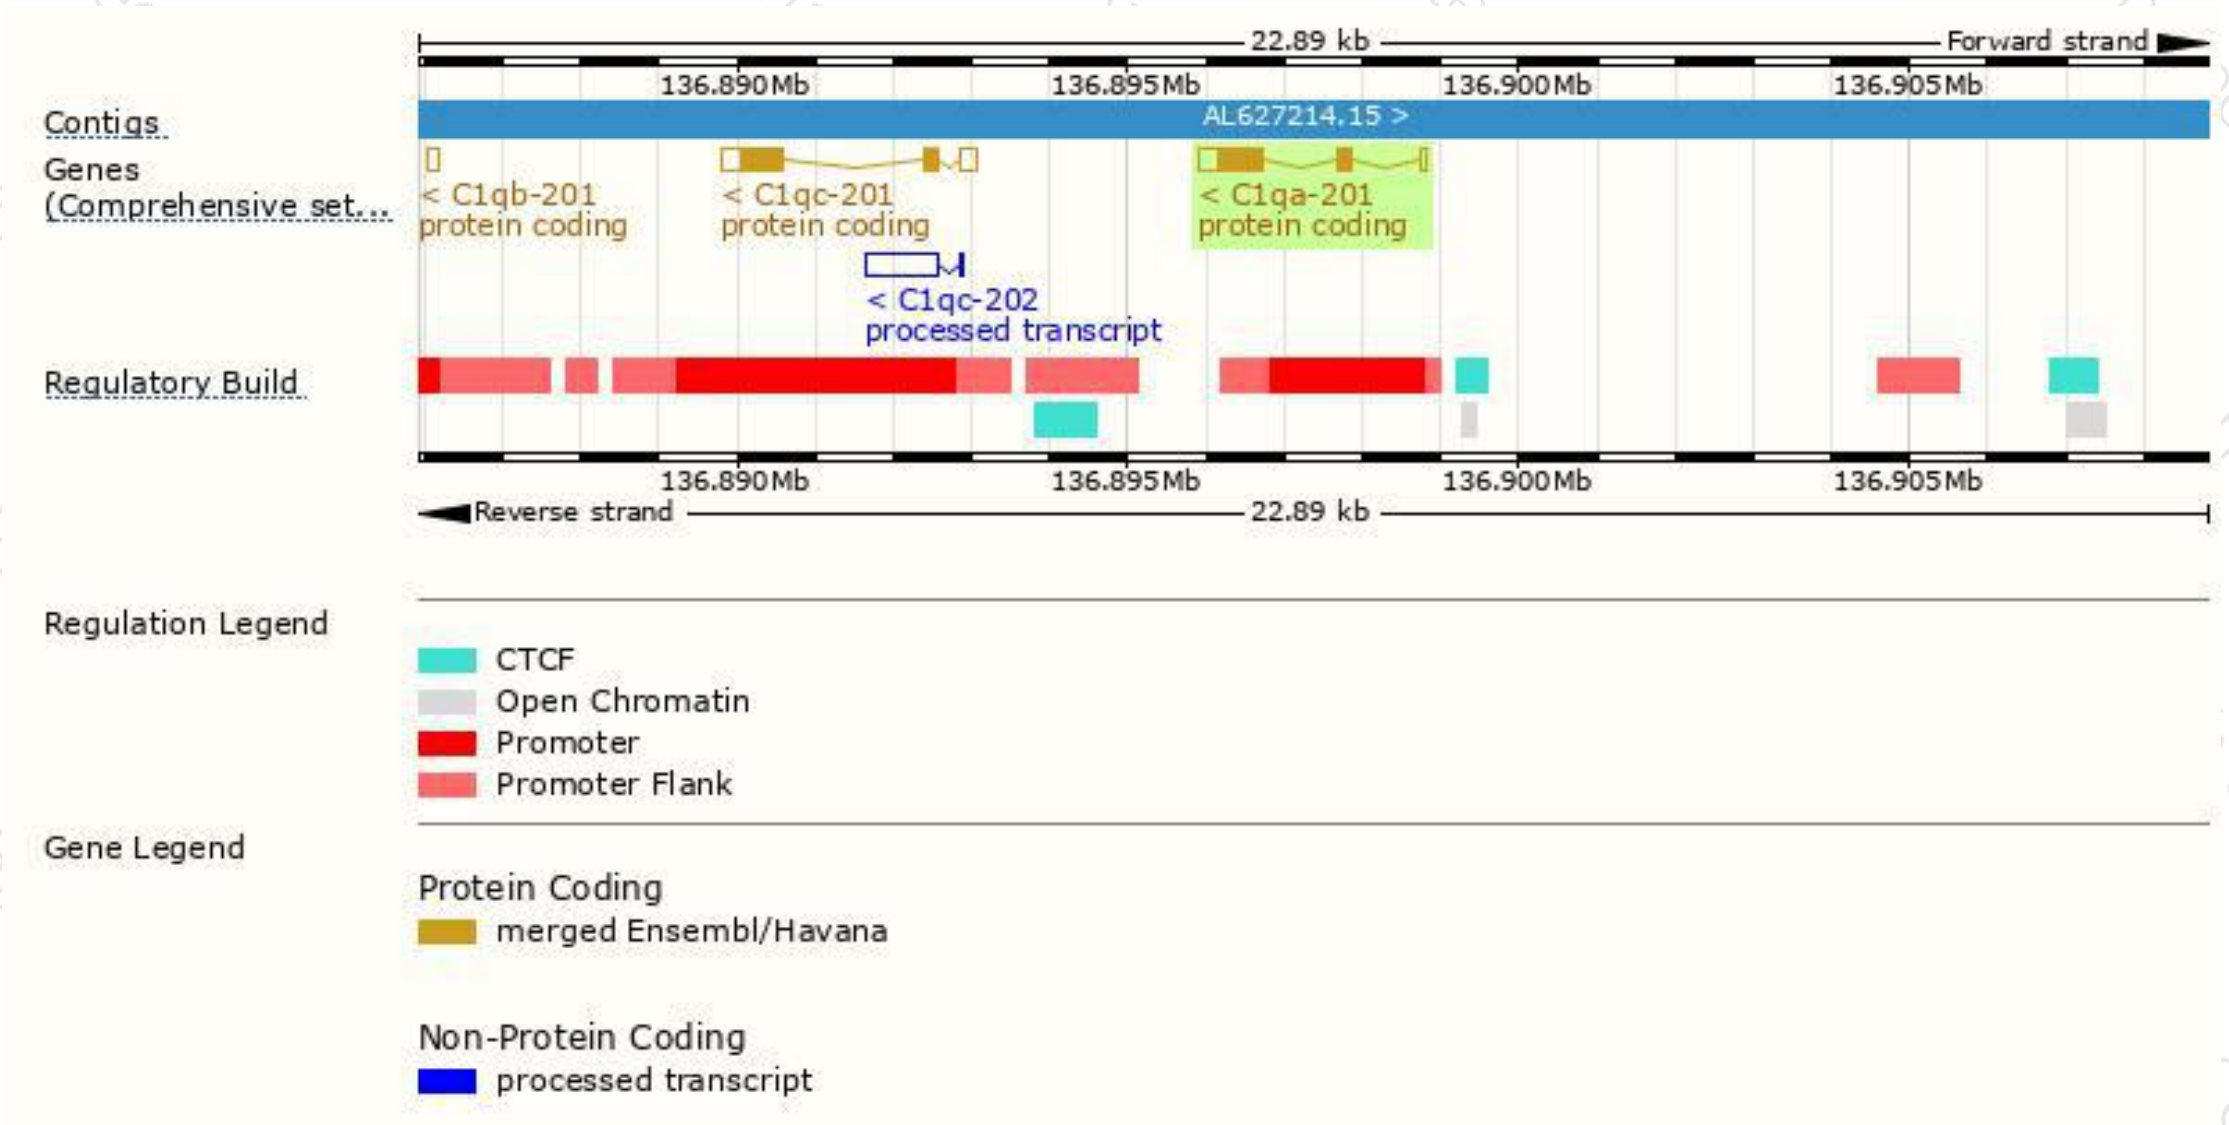 22.89 kb Forward strand
136.890Mb 136.895Mb 136.900Mb 136.905Mb
Contigs AL627214.15 >
Genes
(Comprehensive set...
< C1qb-201 < C1qc-201 < C1qa-201
protein coding protein coding protein coding
< C1qc-202
processed transcript
Regulatory Build
136.890Mb 136.895Mb 136.900Mb 136.905Mb
Reverse strand 22.89 kb
Regulation Legend
CTCF
Open Chromatin
Promoter
Promoter Flank
Gene Legend
Protein Coding
merged Ensembl/Havana
Non-Protein Coding
processed transcript